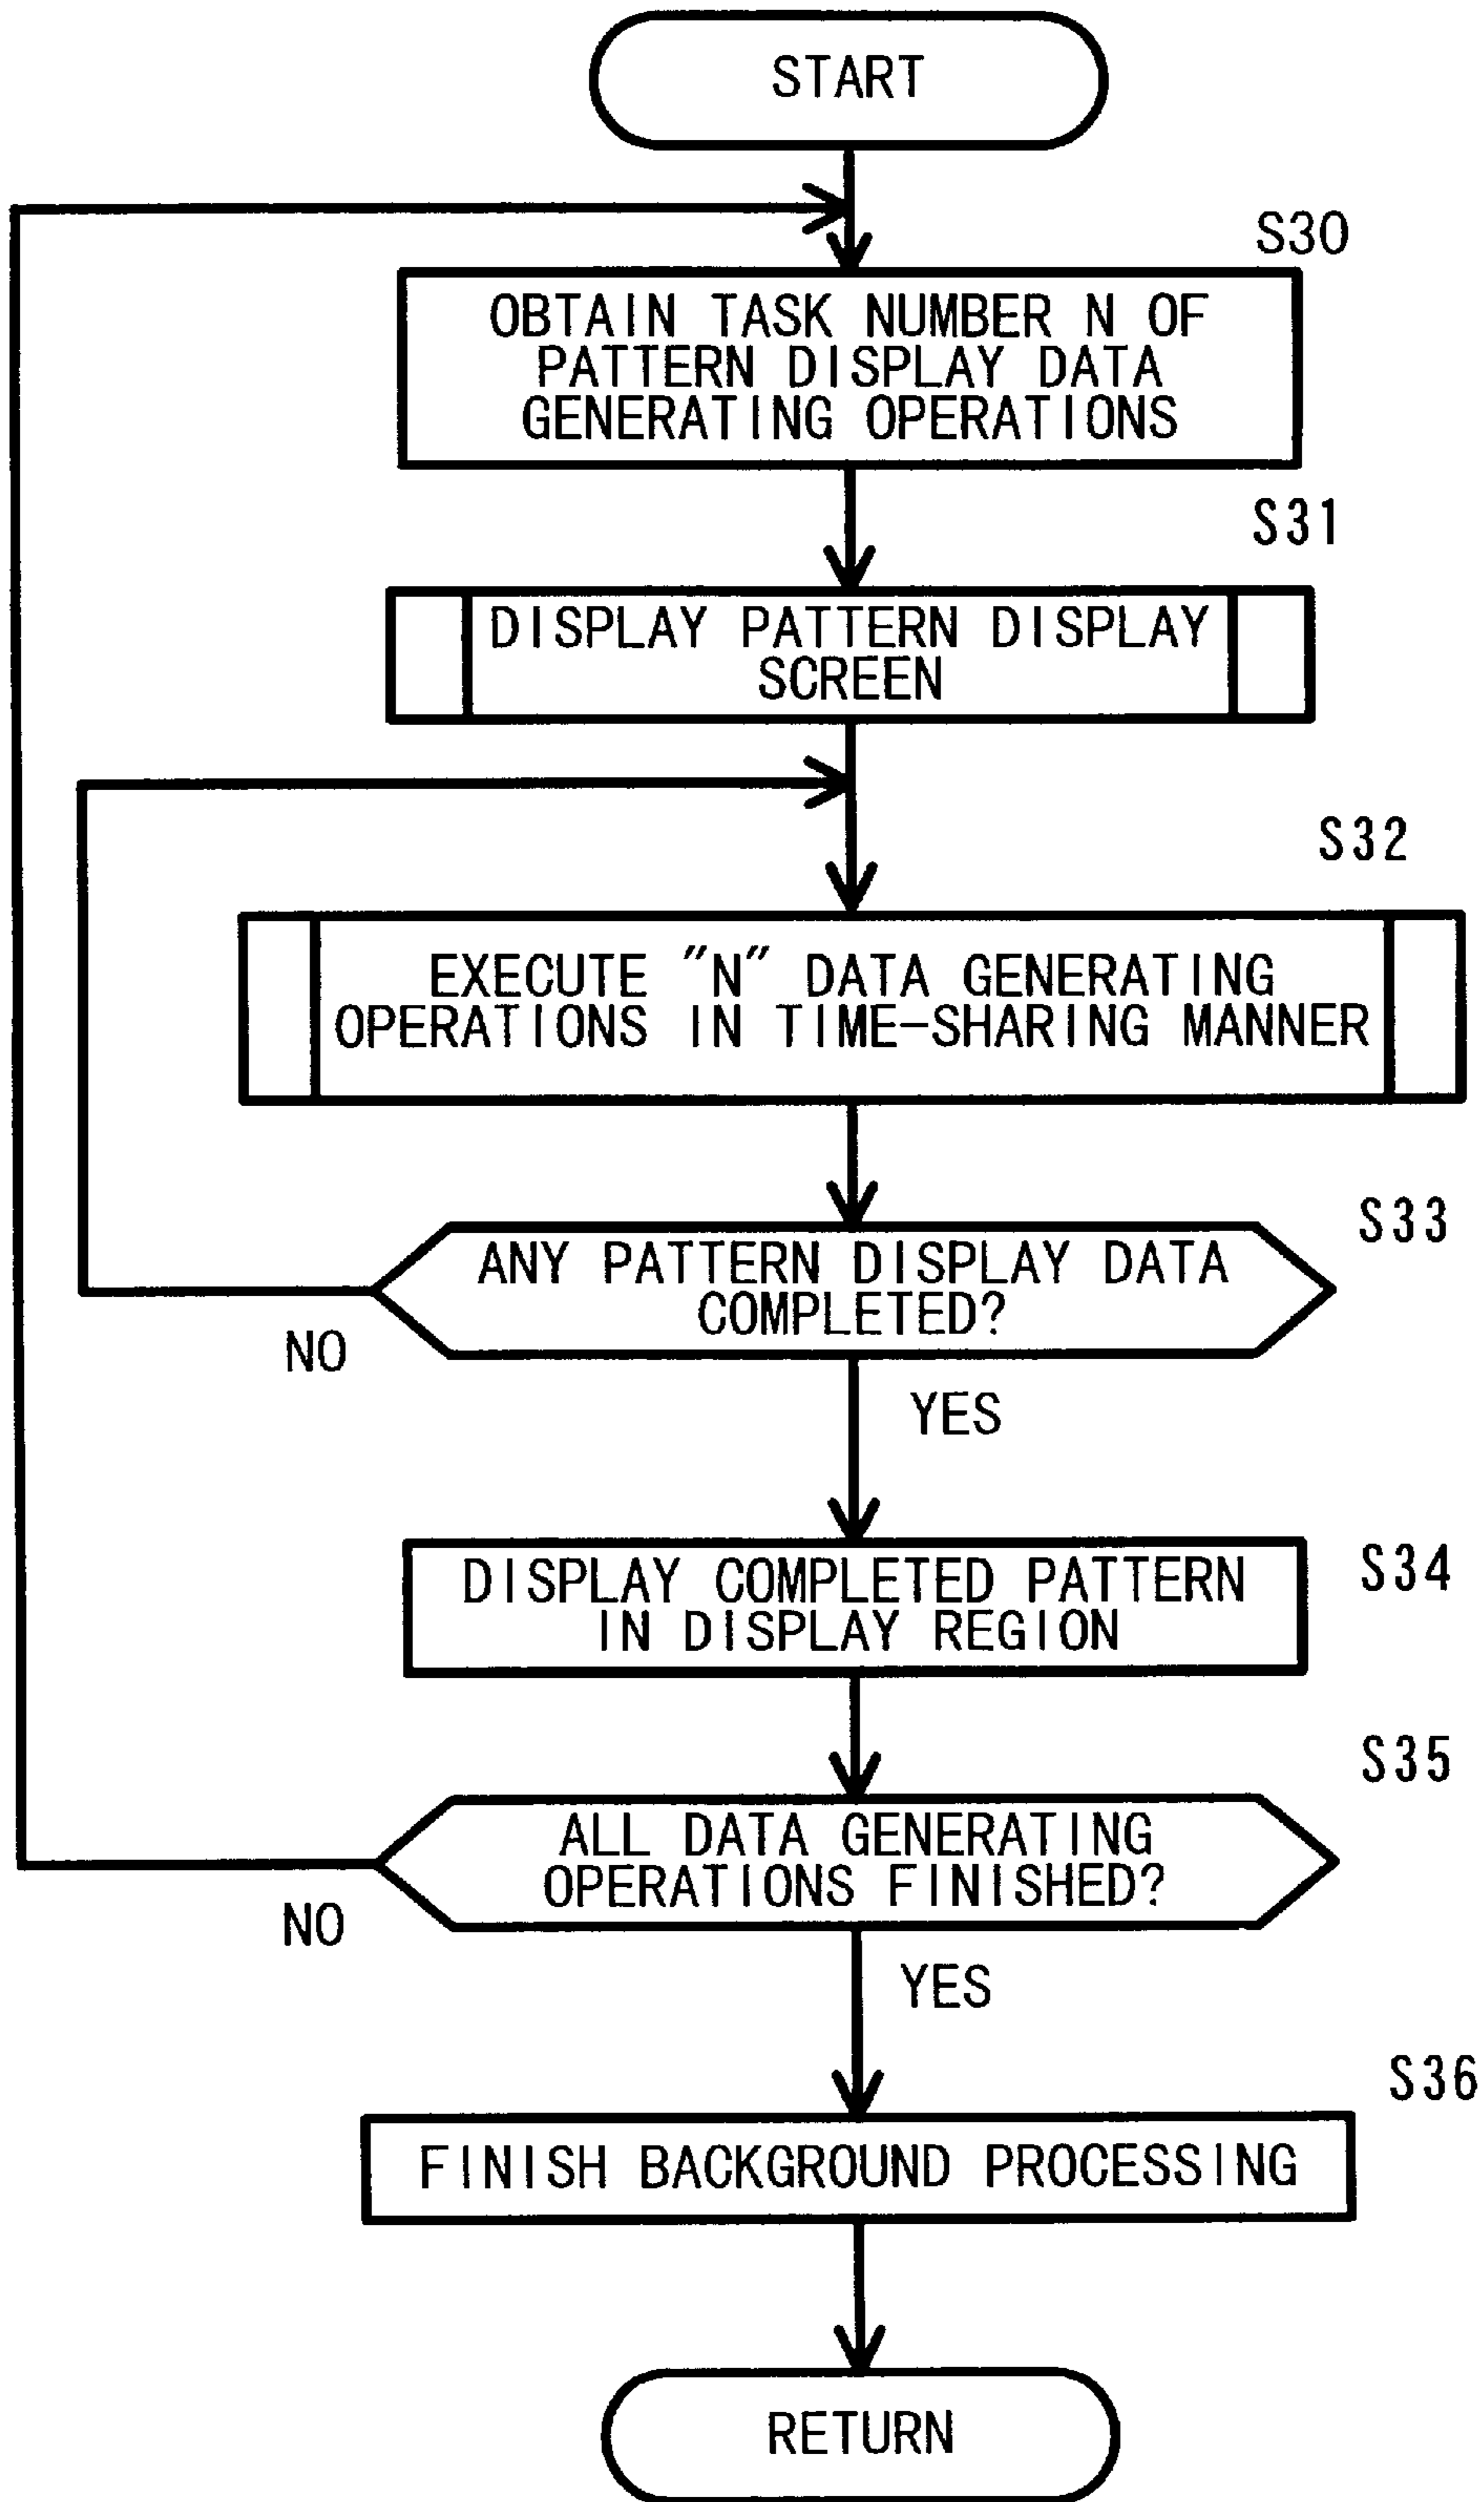 START
S30
OBTAIN TASK NUMBER N OF
PATTERN DISPLAY DATA
GENERATING OPERATIONS
S31
DISPLAY PATTERN DISPLAY
SCREEN
S32
EXECUTE "N" DATA GENERATING
OPERATIONS IN TIME-SHARING MANNER
S33
ANY PATTERN DISPLAY DATA
COMPLETED?
NO
YES
S34
DISPLAY COMPLETED PATTERN
IN DISPLAY REGION
S35
ALL DATA GENERATING
OPERATIONS FINISHED?
NO
YES
S36
FINISH BACKGROUND PROCESSING
RETURN